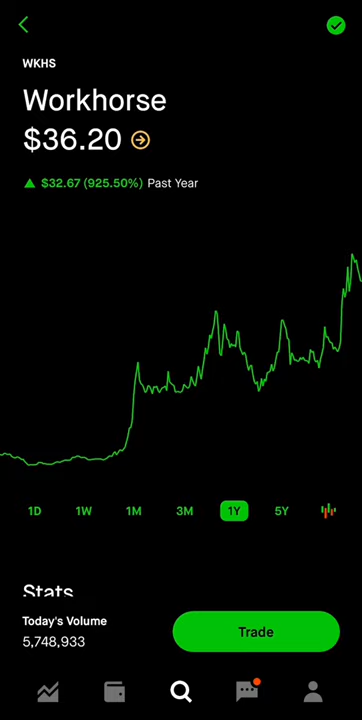 WKHS
Workhorse
$36.20
▲ $32.67 (925.50%) Past Year
1D 1W 1M 3M 1Y 5Y
Stats
Today's Volume
5,748,933
Trade